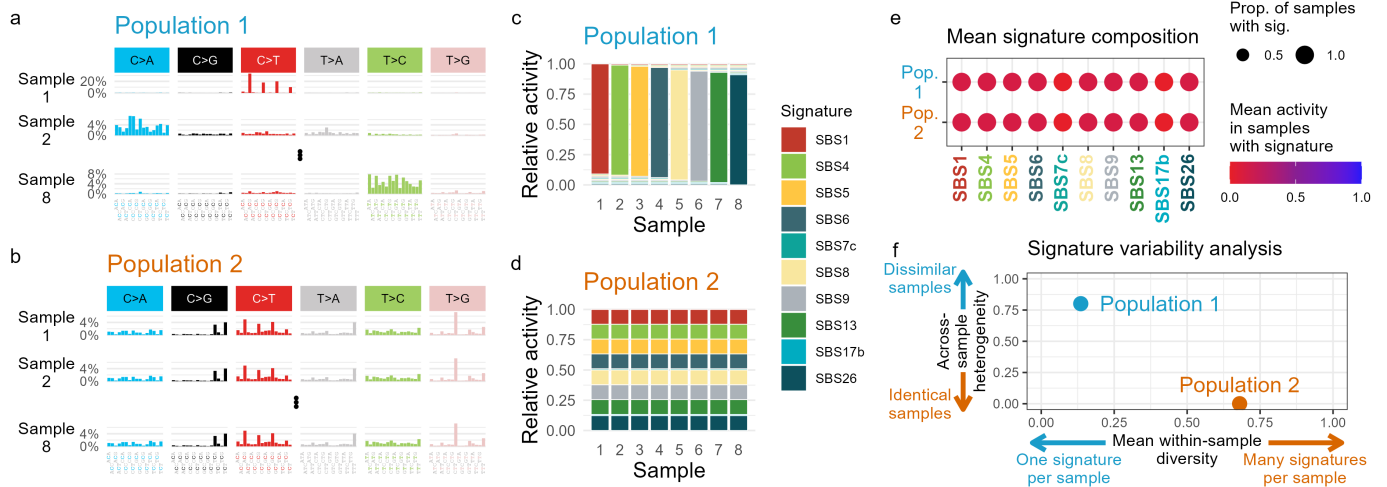 a
Population 1
C>A
C>G
C>T
T>A
T>C
T>G
Sample
1
20%
0%
Sample
2
4%
0%
Sample
8
8%
4%
0%
b
Population 2
C>A
C>G
C>T
T>A
T>C
T>G
Sample
1
4%
0%
Sample
2
4%
0%
Sample
8
4%
0%
c
Population 1
Relative activity
1.00
0.75
0.50
0.25
0.00
1 2 3 4 5 6 7 8
Sample
d
Population 2
Relative activity
1.00
0.75
0.50
0.25
0.00
1 2 3 4 5 6 7 8
Sample
Signature
SBS1
SBS4
SBS5
SBS6
SBS7c
SBS8
SBS9
SBS13
SBS17b
SBS26
e
Mean signature composition
Pop.
1
Pop.
2
SBS1
SBS4
SBS5
SBS6
SBS7c
SBS8
SBS9
SBS13
SBS17b
SBS26
Prop. of samples
with sig.
0.5
1.0
Mean activity
in samples
with signature
0.0 0.5 1.0
f
Signature variability analysis
Dissimilar
samples
Across-
sample
heterogeneity
Identical
samples
1.00
0.75
0.50
0.25
0.00
Population 1
Population 2
0.00 0.25 0.50 0.75 1.00
Mean within-sample
diversity
One signature
per sample
Many signatures
per sample